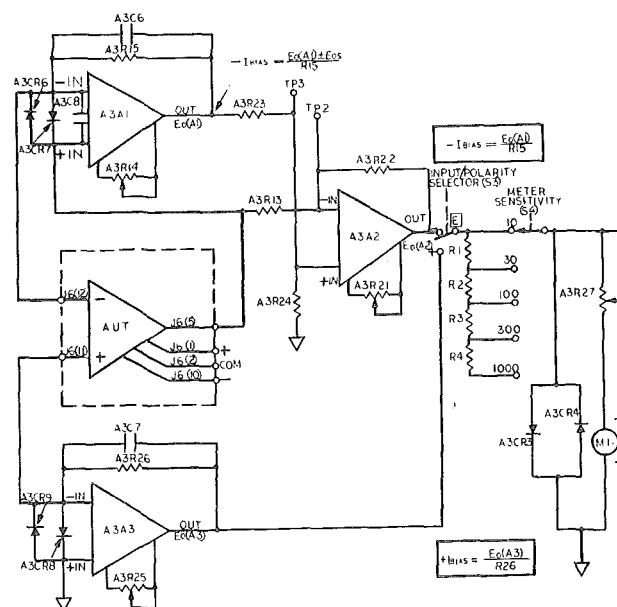 A3C6
A3R15
- IBIAS = Eo(A1)±Eos
R15
A3CR6
-IN
TP3
A3C8
A3A1
OUT
Eo(A1)
A3R23
TP2
A3CR7
+IN
- IBIAS = Eo(A1)
R15
A3R14
A3R22
INPUT/POLARITY
SELECTOR (S3)
METER
SENSITIVITY
(S4)
A3R13
-IN
OUT
E
10
A3A2
Eo(A2)
-
+
R1
30
J6(12)
-
A3R21
R2
A3R27
AUT
+IN
100
J6(5)
A3R24
R3
J6(1)
+
300
J6(11)
+
J6(2)
COM
R4
J6(10)
-
1000
A3C7
A3CR4
A3R26
A3CR3
M1
A3CR9
-IN
A3A3
OUT
Eo(A3)
A3CR8
+IN
+IBIAS = Eo(A3)
R26
A3R25